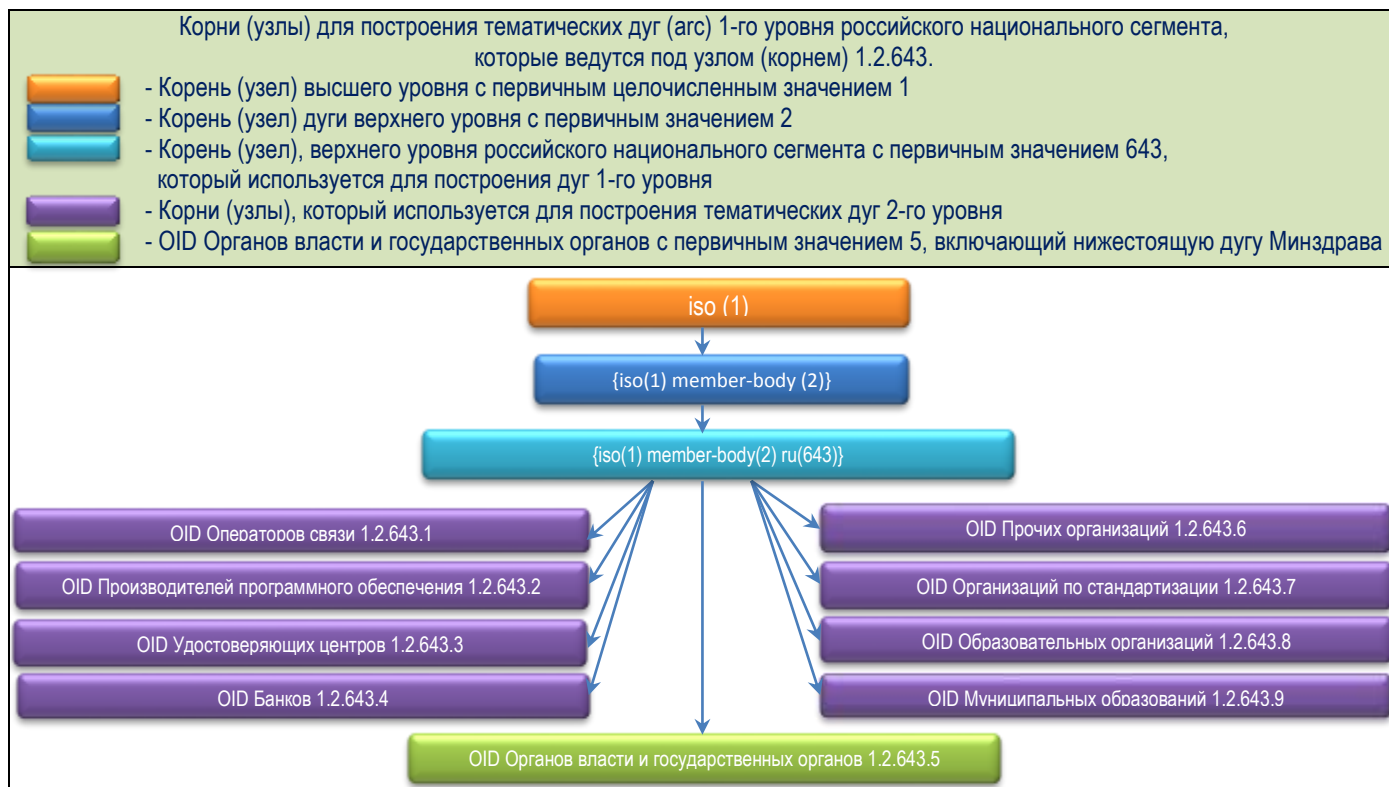 Корни (узлы) для построения тематических дуг (arc) 1-го уровня российского национального сегмента,
которые ведутся под узлом (корнем) 1.2.643.
- Корень (узел) высшего уровня с первичным целочисленным значением 1
- Корень (узел) дуги верхнего уровня с первичным значением 2
- Корень (узел), верхнего уровня российского национального сегмента с первичным значением 643,
который используется для построения дуг 1-го уровня
- Корни (узлы), который используется для построения тематических дуг 2-го уровня
- OID Органов власти и государственных органов с первичным значением 5, включающий нижестоящую дугу Минздрава
iso (1)
{iso(1) member-body (2)}
{iso(1) member-body(2) ru(643)}
OID Операторов связи 1.2.643.1
OID Производителей программного обеспечения 1.2.643.2
OID Удостоверяющих центров 1.2.643.3
OID Банков 1.2.643.4
OID Прочих организаций 1.2.643.6
OID Организаций по стандартизации 1.2.643.7
OID Образовательных организаций 1.2.643.8
OID Муниципальных образований 1.2.643.9
OID Органов власти и государственных органов 1.2.643.5